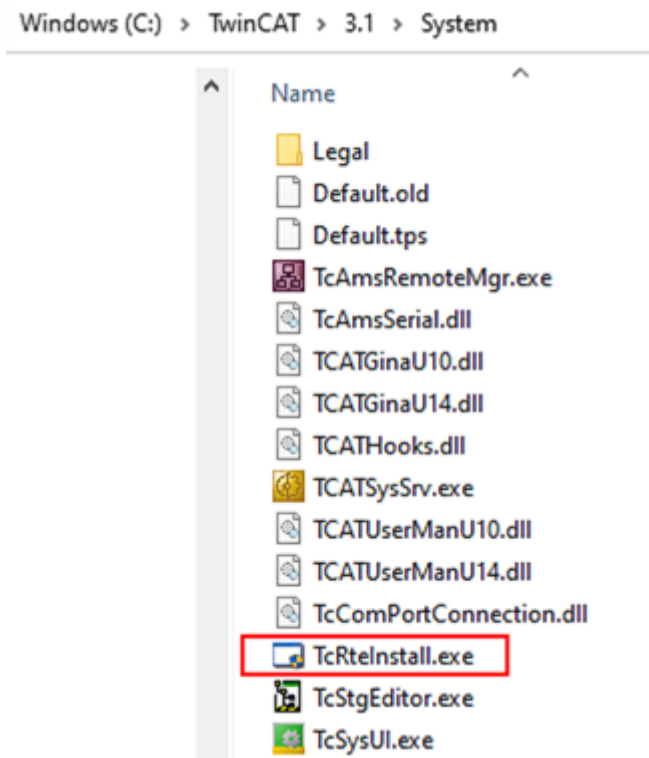 Windows (C:) > TwinCAT > 3.1 > System
Name
Legal
Default.old
Default.tps
TcAmsRemoteMgr.exe
TcAmsSerial.dll
TCATGinaU10.dll
TCATGinaU14.dll
TCATHooks.dll
TCATSysSrv.exe
TCATUserManU10.dll
TCATUserManU14.dll
TcComPortConnection.dll
TcRteInstall.exe
TcStgEditor.exe
TcSysUI.exe